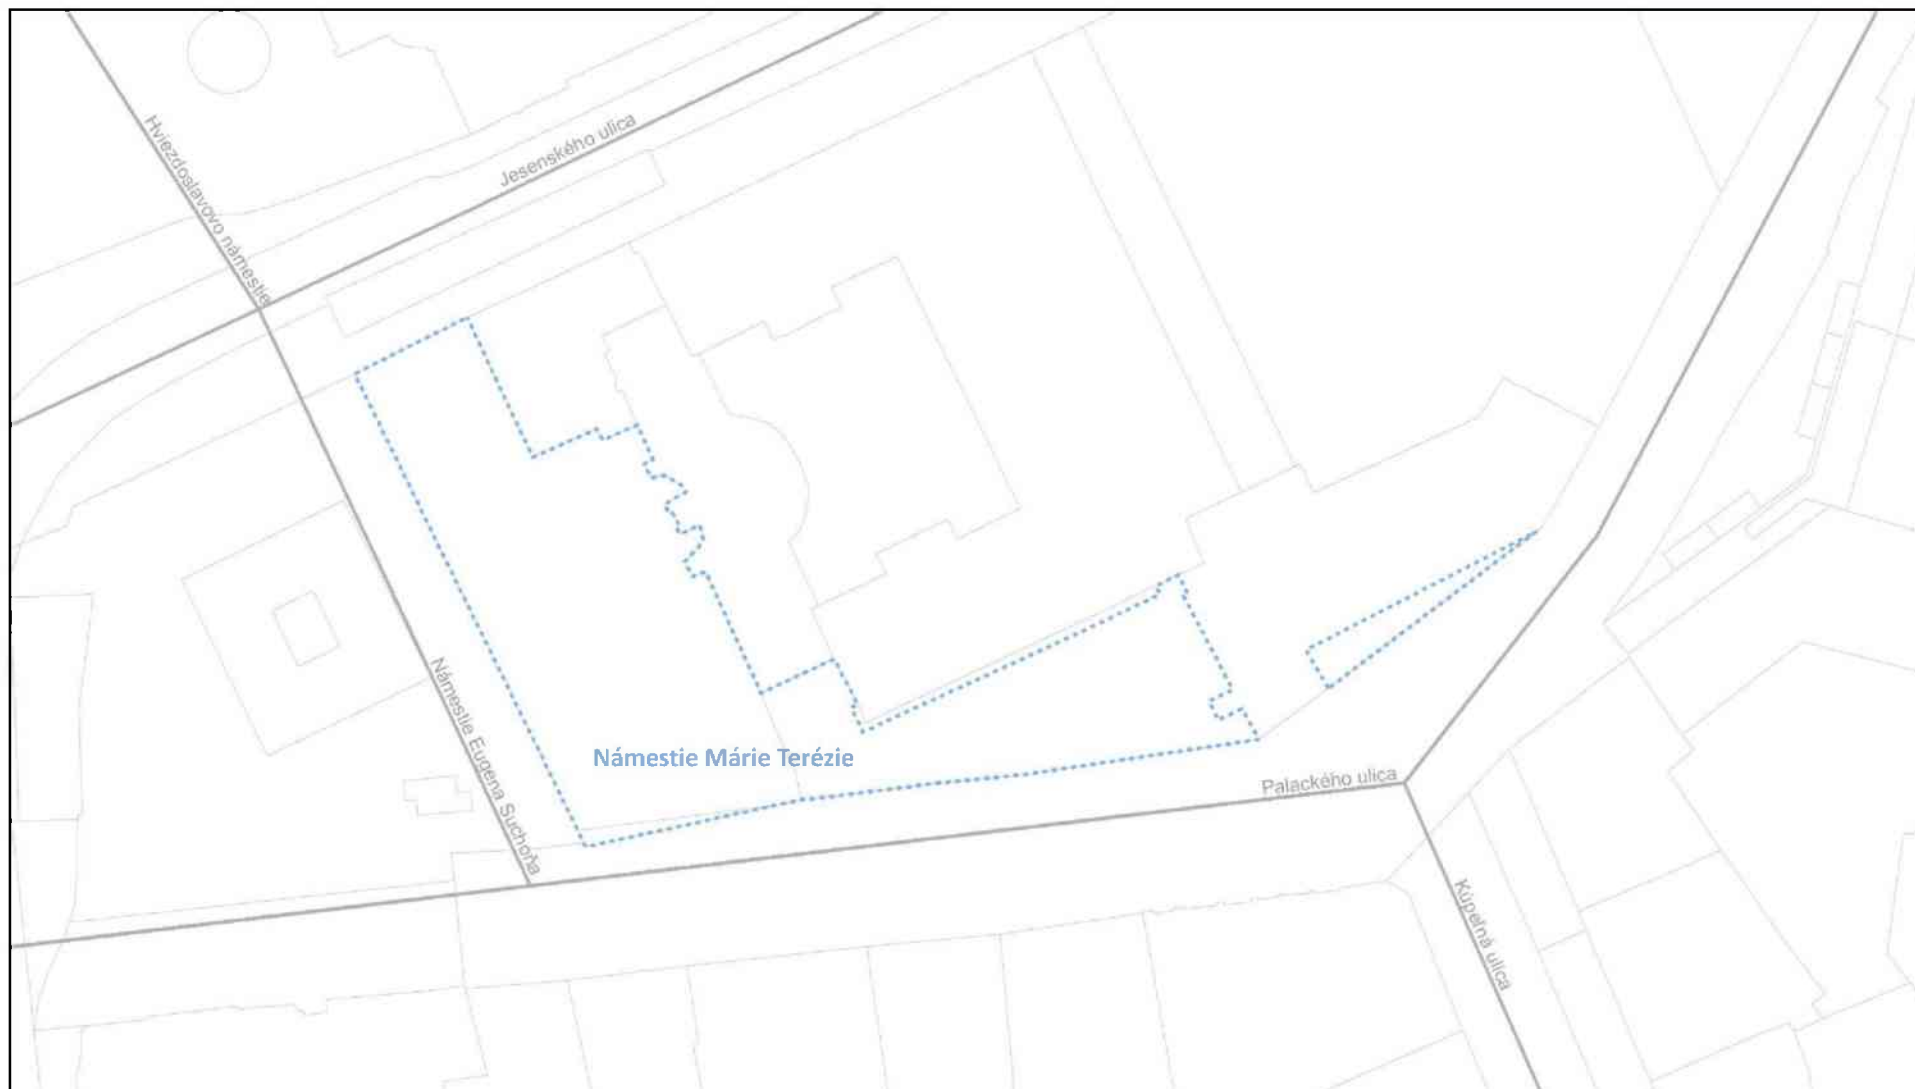 Hviezdoslavovo námestie
Jesenského ulica
Námestie Eugena Suchoňa
Námestie Márie Terézie
Palackého ulica
Kúpeľná ulica